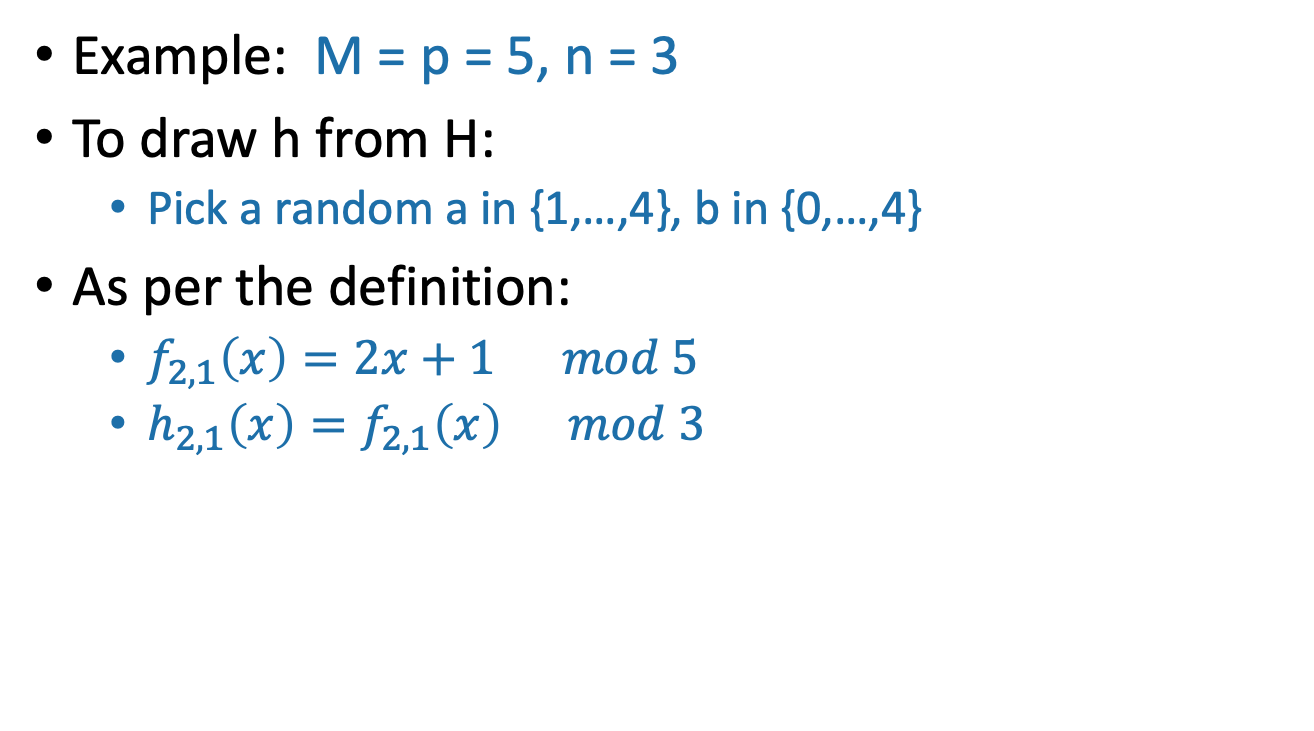 • Example: M = p = 5, n = 3
• To draw h from H:
• Pick a random a in {1,…,4}, b in {0,…,4}
• As per the definition:
• f₂,₁(x) = 2x + 1 mod 5
• h₂,₁(x) = f₂,₁(x) mod 3